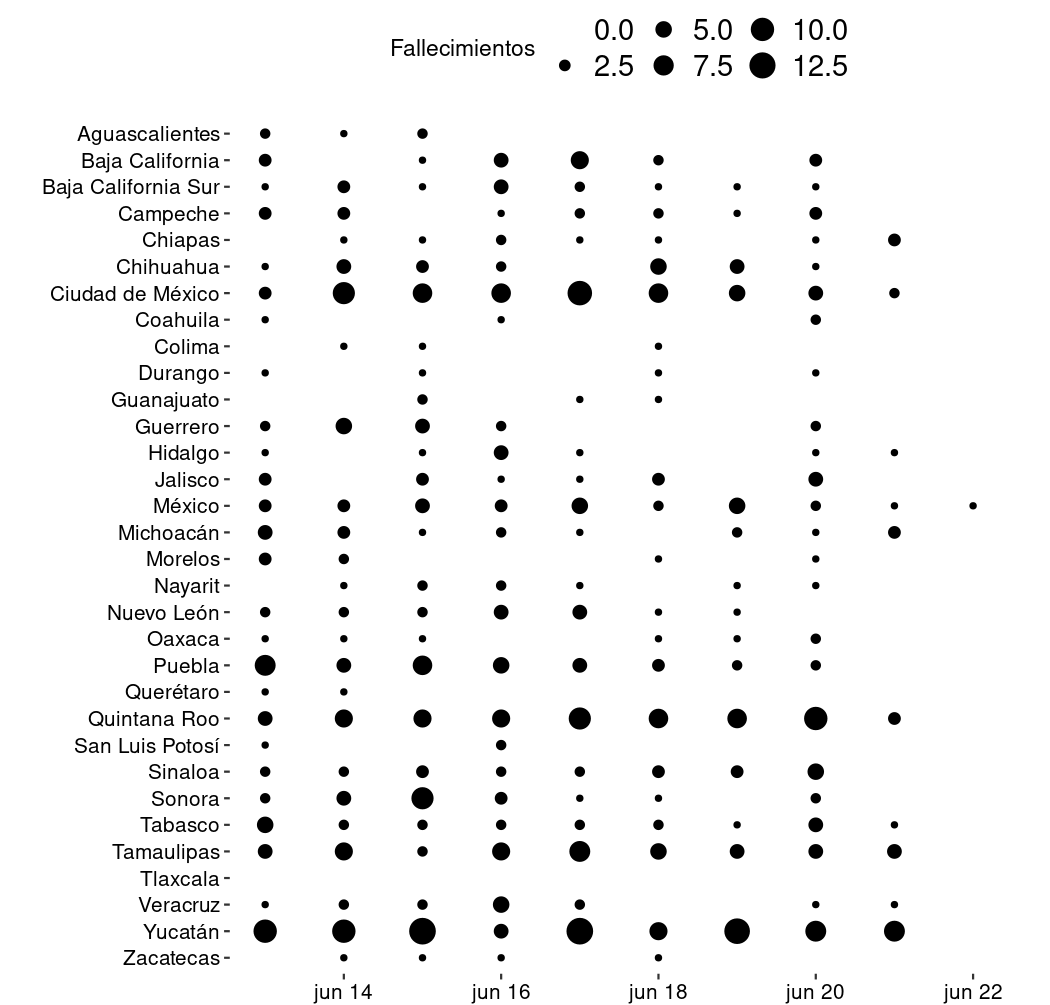 Fallecimientos
0.0 5.0 10.0
2.5 7.5 12.5
Aguascalientes
Baja California
Baja California Sur
Campeche
Chiapas
Chihuahua
Ciudad de México
Coahuila
Colima
Durango
Guanajuato
Guerrero
Hidalgo
Jalisco
México
Michoacán
Morelos
Nayarit
Nuevo León
Oaxaca
Puebla
Querétaro
Quintana Roo
San Luis Potosí
Sinaloa
Sonora
Tabasco
Tamaulipas
Tlaxcala
Veracruz
Yucatán
Zacatecas
jun 14 jun 16 jun 18 jun 20 jun 22